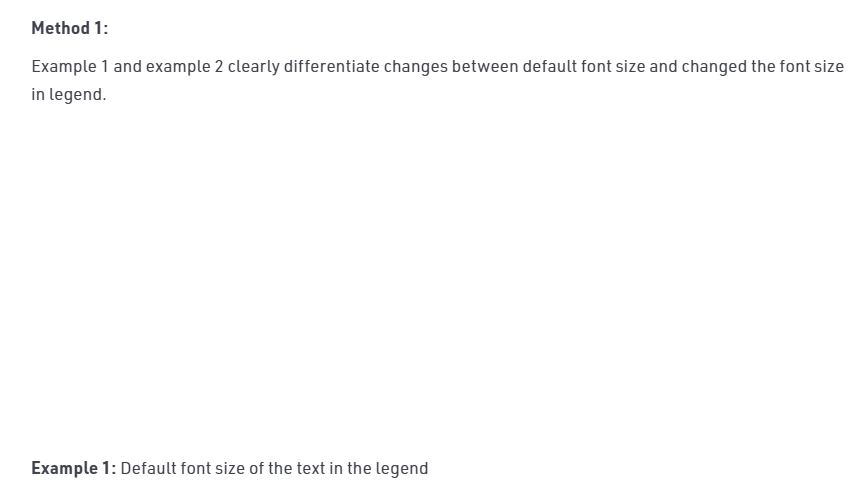 Method 1:
Example 1 and example 2 clearly differentiate changes between default font size and changed the font size
in legend.
Example 1: Default font size of the text in the legend